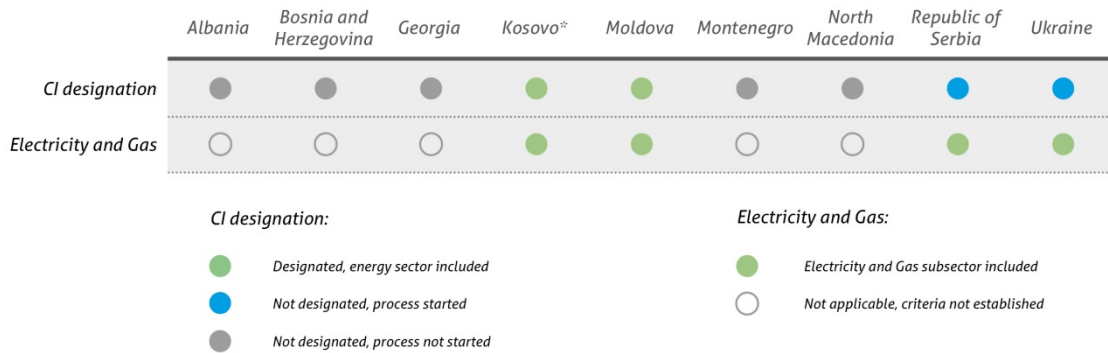 Albania
Bosnia and
Herzegovina
Georgia
Kosovo*
Moldova
Montenegro
North
Macedonia
Republic of
Serbia
Ukraine
CI designation
Electricity and Gas
CI designation:
Designated, energy sector included
Not designated, process started
Not designated, process not started
Electricity and Gas:
Electricity and Gas subsector included
Not applicable, criteria not established